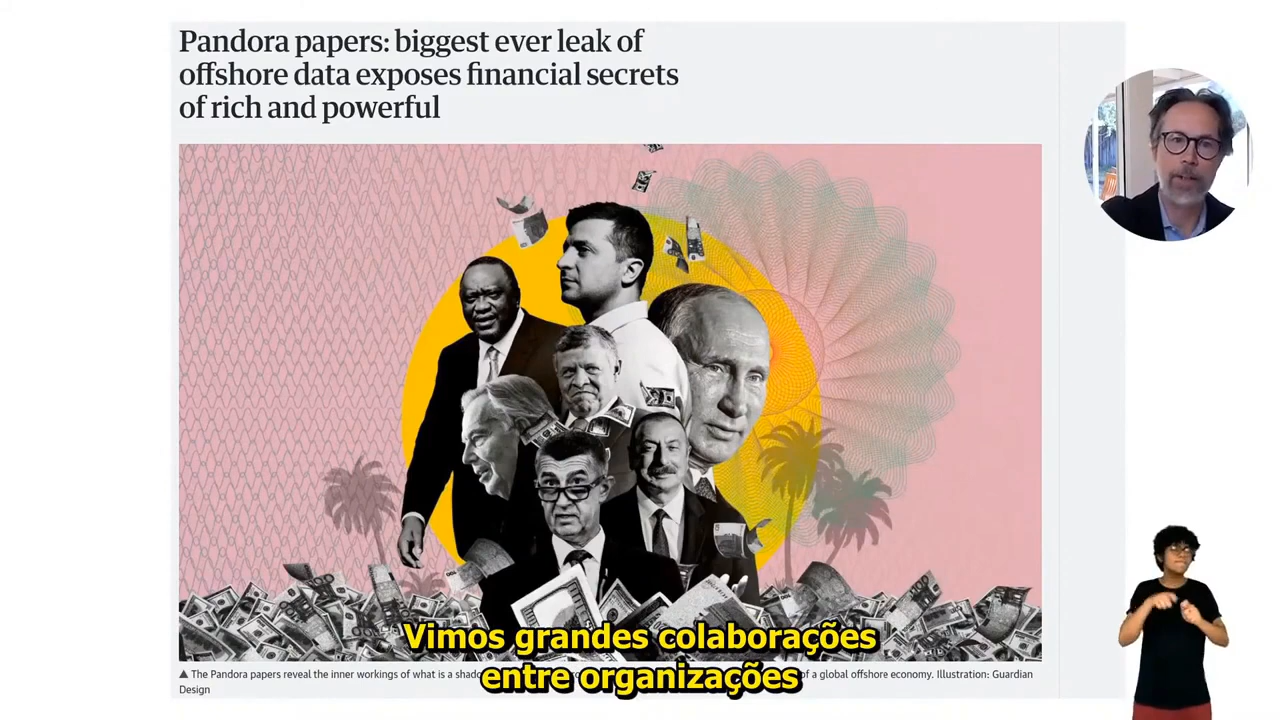 Pandora papers: biggest ever leak of
offshore data exposes financial secrets
of rich and powerful
Vimos grandes colaborações
entre organizações
▲ The Pandora papers reveal the inner workings of what is a of a global offshore economy. Illustration: Guardian
Design